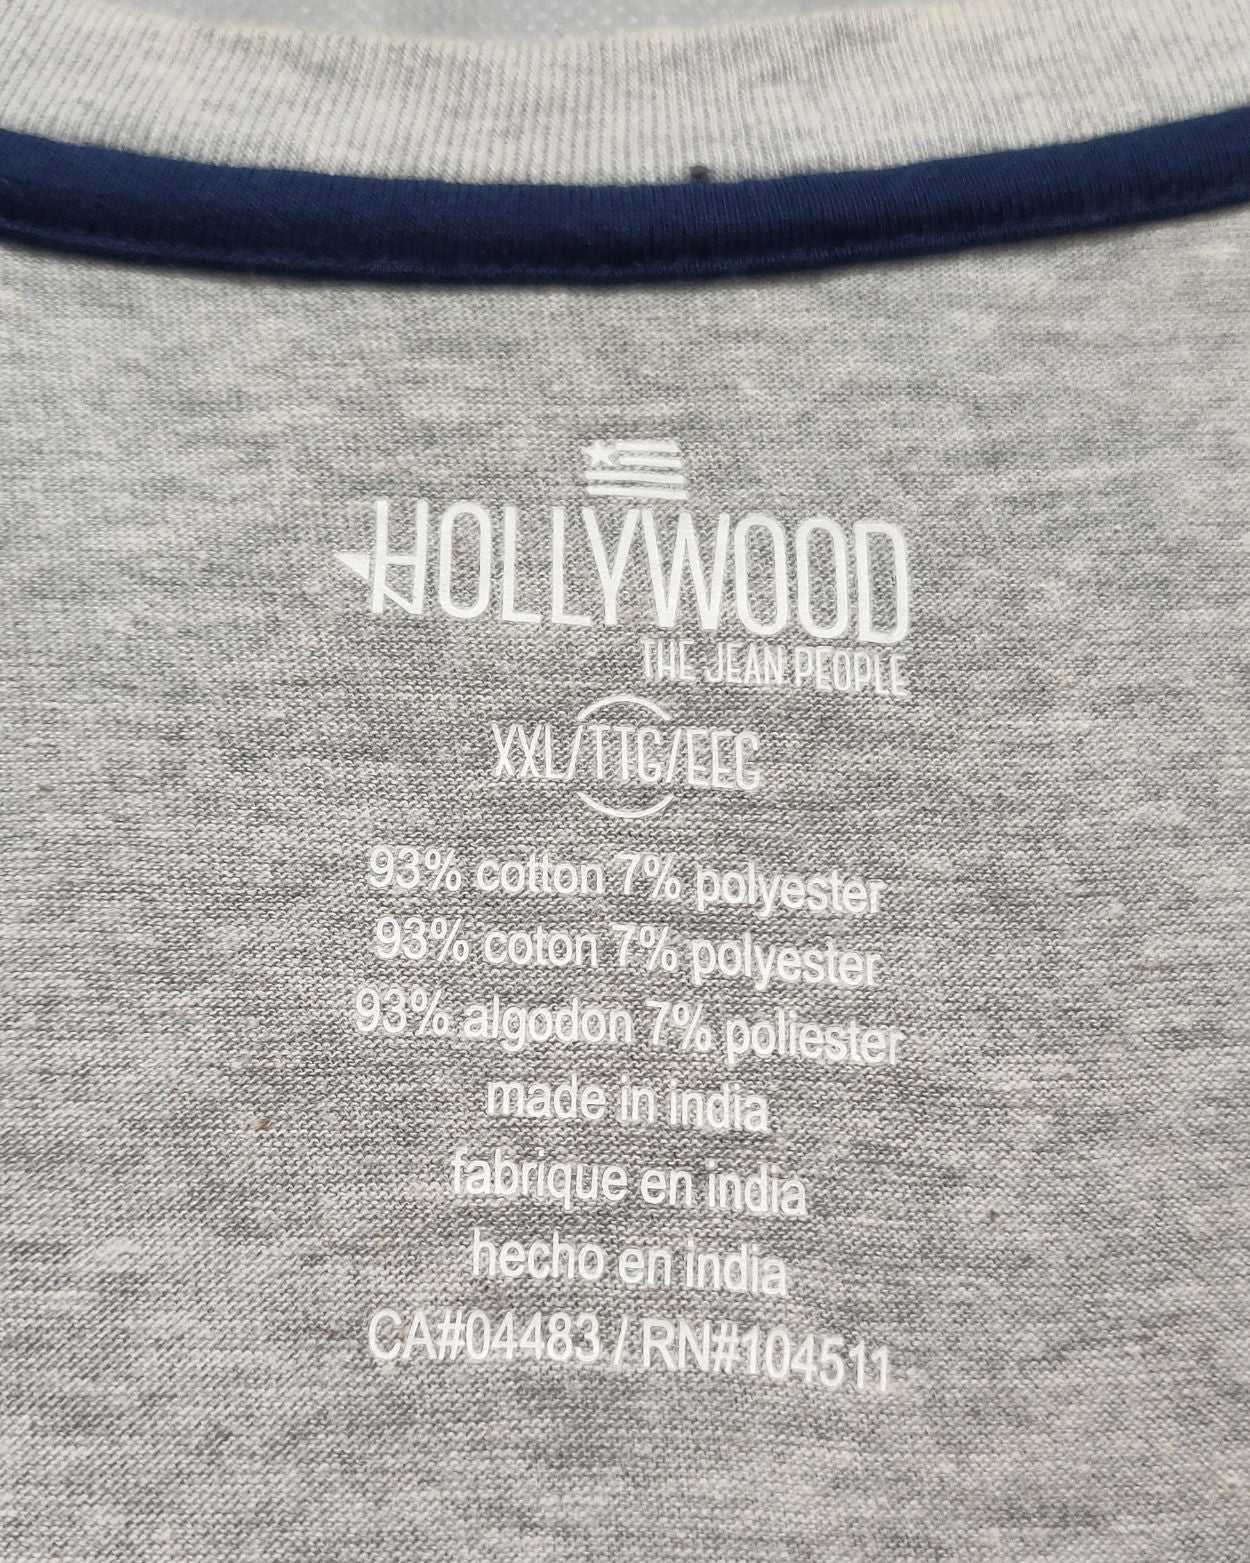 HOLLYWOOD
THE JEAN PEOPLE
XXL/TTG/EEG
93% cotton 7% polyester
93% coton 7% polyester
93% algodon 7% poliester
made in india
fabrique en india
hecho en india
CA#04483 / RN#104511